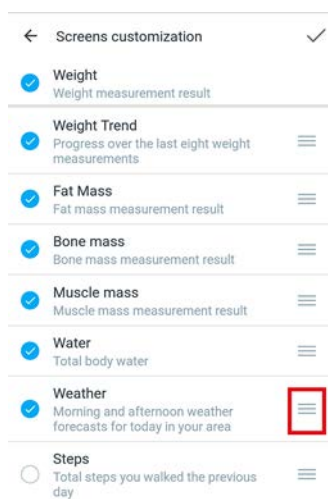 Screens customization
Weight
Weight measurement result
Weight Trend
Progress over the last eight weight
measurements
Fat Mass
Fat mass measurement result
Bone mass
Bone mass measurement result
Muscle mass
Muscle mass measurement result
Water
Total body water
Weather
Morning and afternoon weather
forecasts for today in your area
Steps
Total steps you walked the previous
day